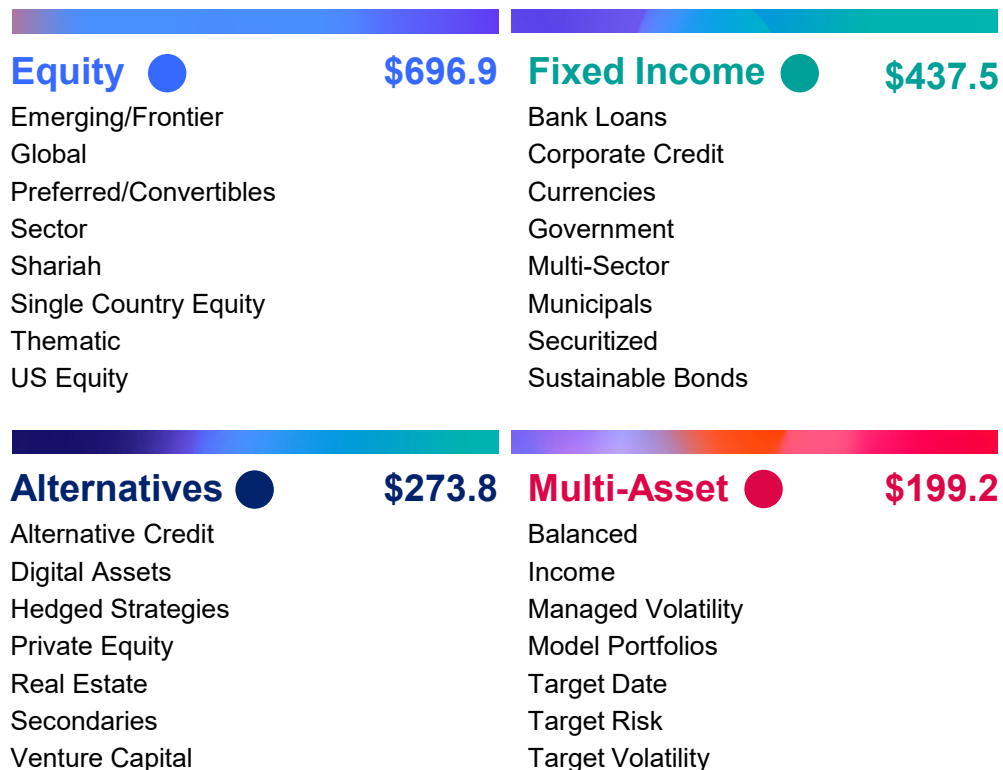 Equity $696.9
Emerging/Frontier
Global
Preferred/Convertibles
Sector
Shariah
Single Country Equity
Thematic
US Equity
Fixed Income $437.5
Bank Loans
Corporate Credit
Currencies
Government
Multi-Sector
Municipals
Securitized
Sustainable Bonds
Alternatives $273.8
Alternative Credit
Digital Assets
Hedged Strategies
Private Equity
Real Estate
Secondaries
Venture Capital
Multi-Asset $199.2
Balanced
Income
Managed Volatility
Model Portfolios
Target Date
Target Risk
Target Volatility